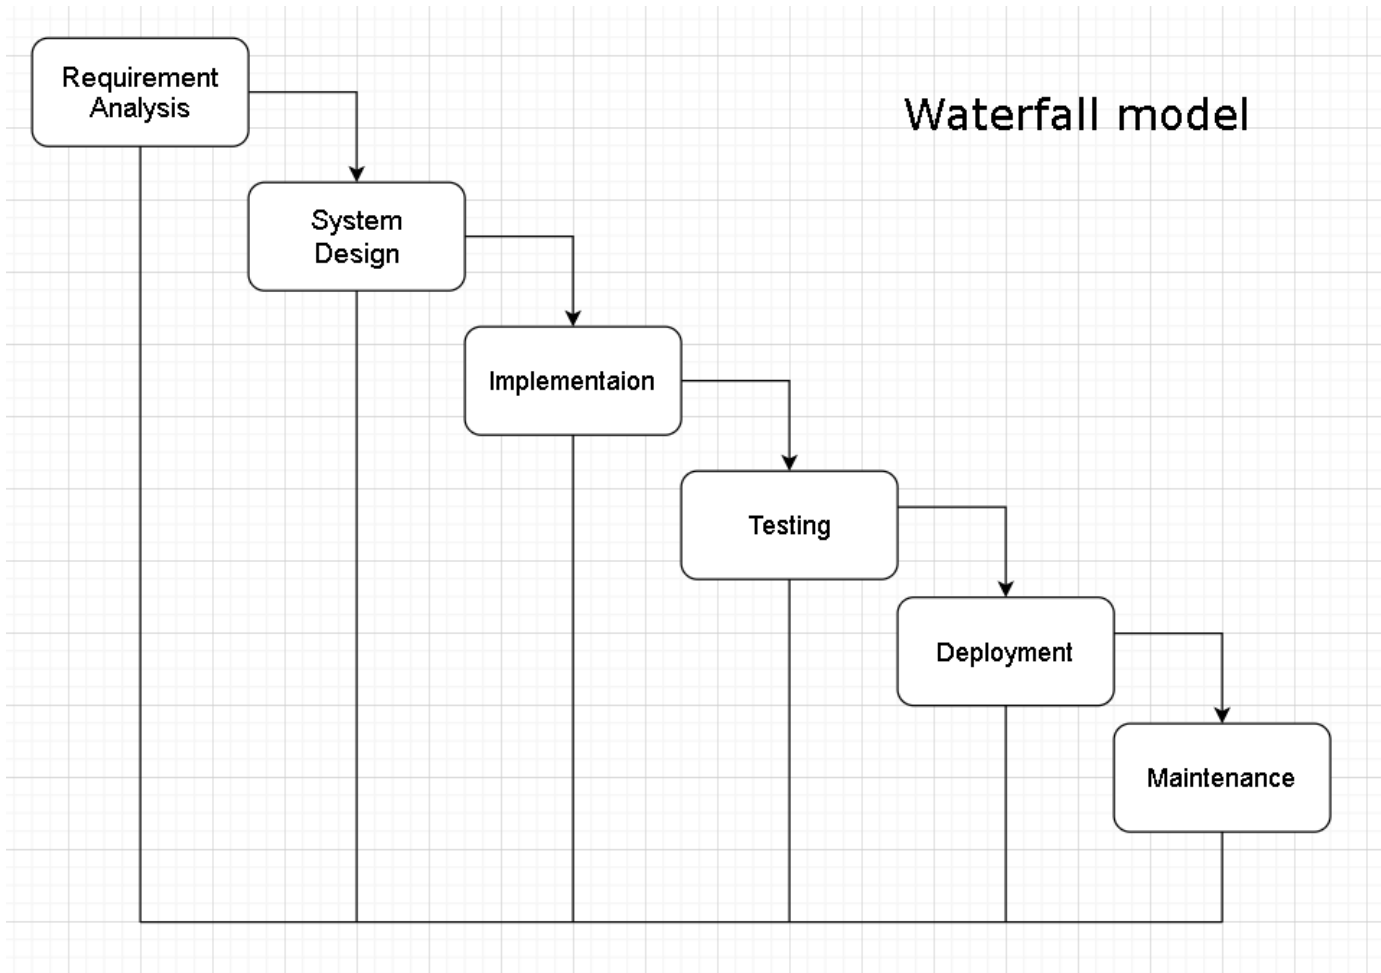 Requirement
Analysis
Waterfall model
System
Design
Implementaion
Testing
Deployment
Maintenance